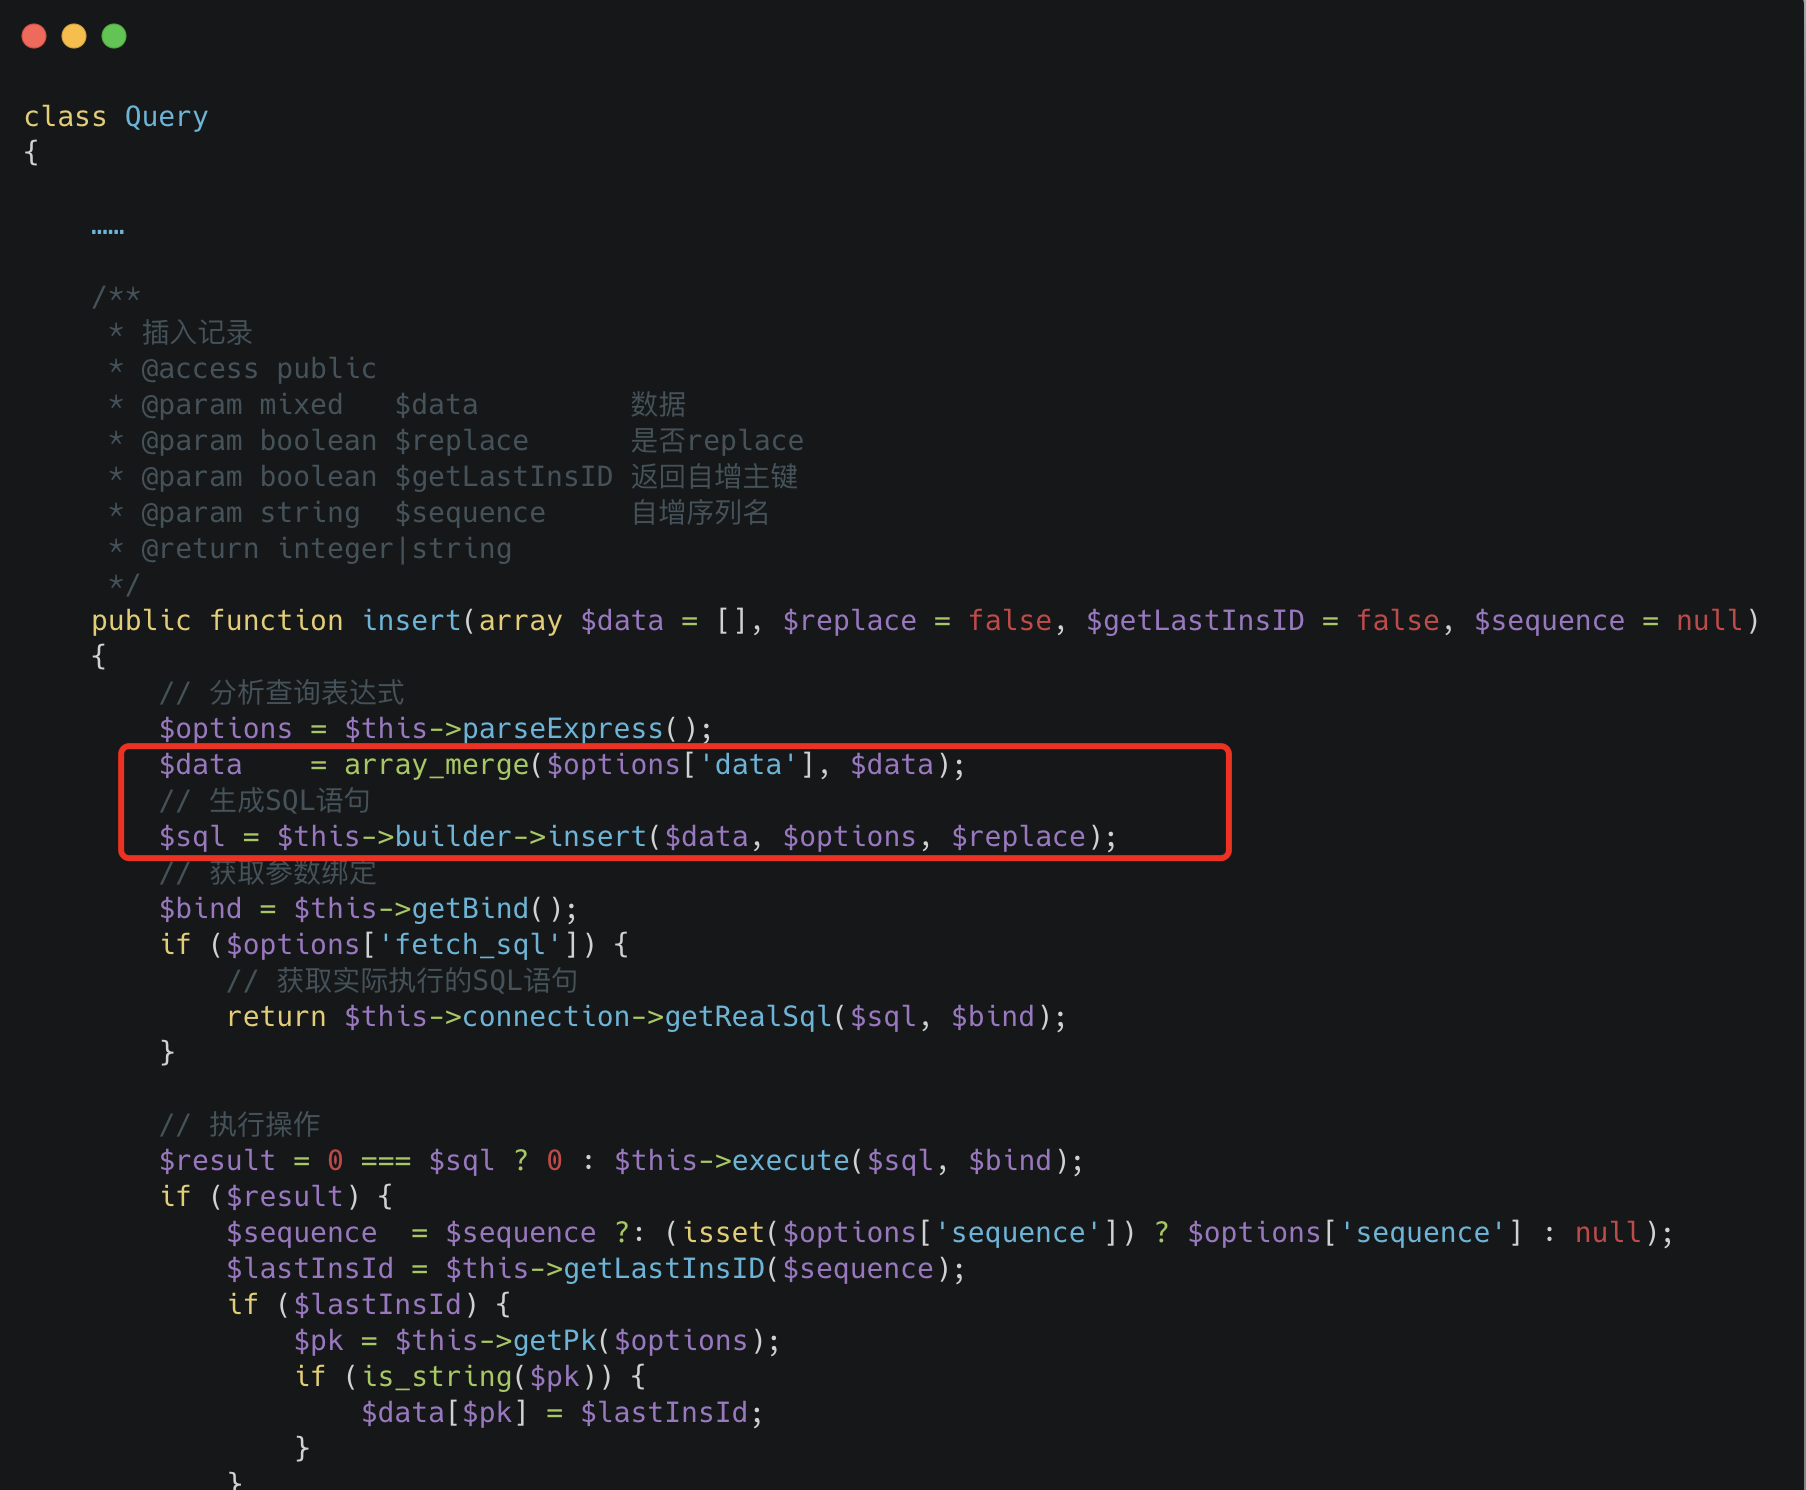 class Query
{
……
/**
* 插入记录
* @access public
* @param mixed   $data         数据
* @param boolean $replace      是否replace
* @param boolean $getLastInsID 返回自增主键
* @param string  $sequence     自增序列名
* @return integer|string
*/
public function insert(array $data = [], $replace = false, $getLastInsID = false, $sequence = null)
{
// 分析查询表达式
$options = $this->parseExpress();
$data    = array_merge($options['data'], $data);
// 生成SQL语句
$sql = $this->builder->insert($data, $options, $replace);
// 获取参数绑定
$bind = $this->getBind();
if ($options['fetch_sql']) {
// 获取实际执行的SQL语句
return $this->connection->getRealSql($sql, $bind);
}
// 执行操作
$result = 0 === $sql ? 0 : $this->execute($sql, $bind);
if ($result) {
$sequence  = $sequence ?: (isset($options['sequence']) ? $options['sequence'] : null);
$lastInsId = $this->getLastInsID($sequence);
if ($lastInsId) {
$pk = $this->getPk($options);
if (is_string($pk)) {
$data[$pk] = $lastInsId;
}
}